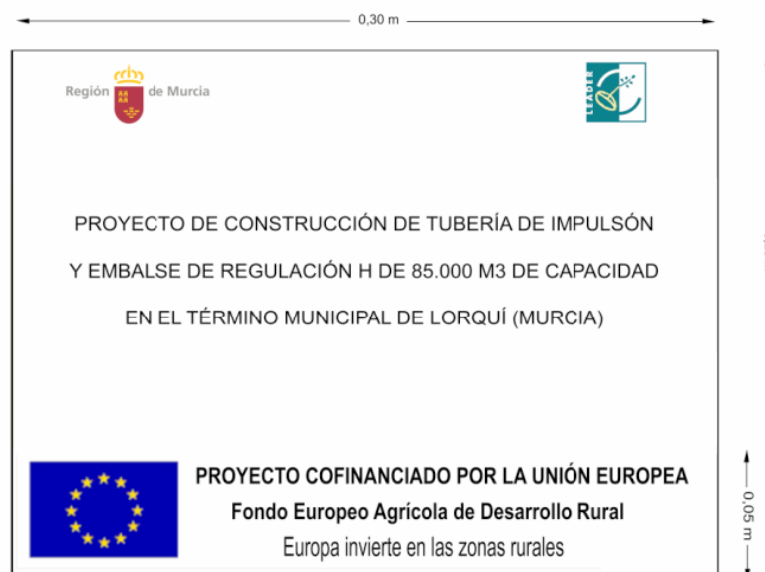 0,30 m
Región de Murcia
LEADER
PROYECTO DE CONSTRUCCIÓN DE TUBERÍA DE IMPULSÓN
Y EMBALSE DE REGULACIÓN H DE 85.000 M3 DE CAPACIDAD
EN EL TÉRMINO MUNICIPAL DE LORQUÍ (MURCIA)
PROYECTO COFINANCIADO POR LA UNIÓN EUROPEA
Fondo Europeo Agrícola de Desarrollo Rural
Europa invierte en las zonas rurales
0,05 m